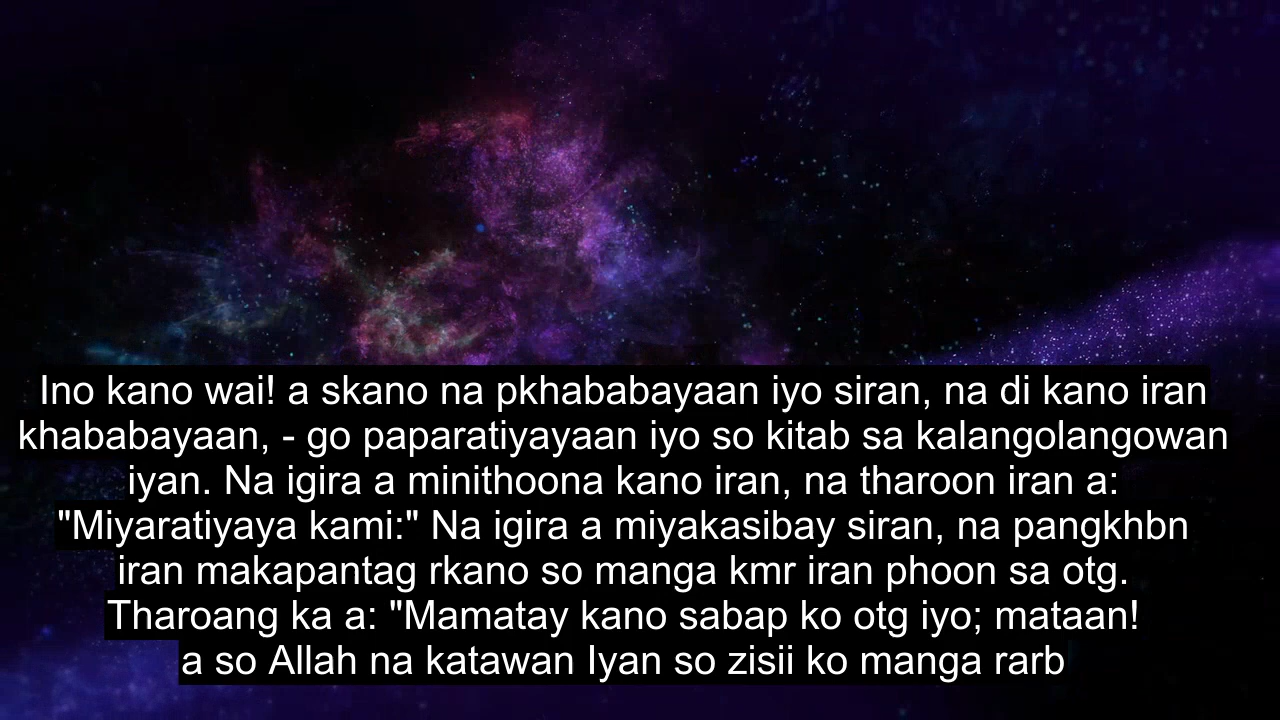 Ino kano wai! a skano na pkhababayaan iyo siran, na di kano iran
khababayaan, - go paparatiyayaan iyo so kitab sa kalangolangowan
iyan. Na igira a minithoona kano iran, na tharoon iran a:
"Miyaratiyaya kami:" Na igira a miyakasibay siran, na pangkhbn
iran makapantag rkano so manga kmr iran phoon sa otg.
Tharoang ka a: "Mamatay kano sabap ko otg iyo; mataan!
a so Allah na katawan Iyan so zisii ko manga rarb